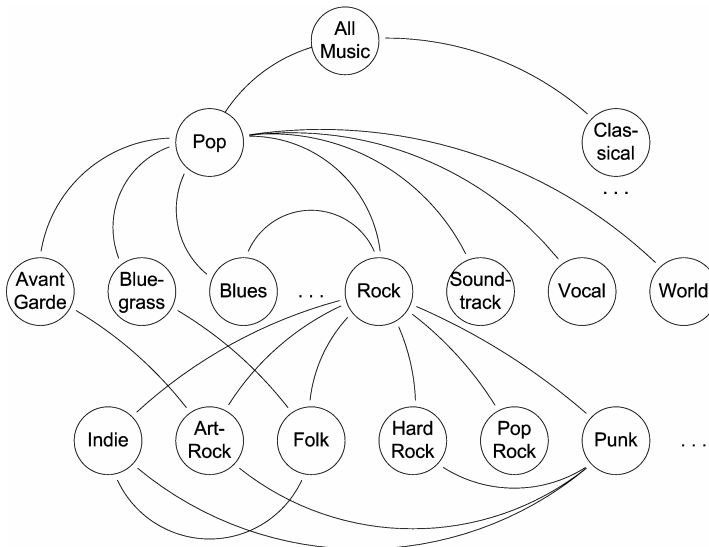 All
Music
Pop
Clas-
sical
. . .
Avant
Garde
Blue-
grass
Blues
. . .
Rock
Sound-
track
Vocal
World
Indie
Art-
Rock
Folk
Hard
Rock
Pop
Rock
Punk
. . .